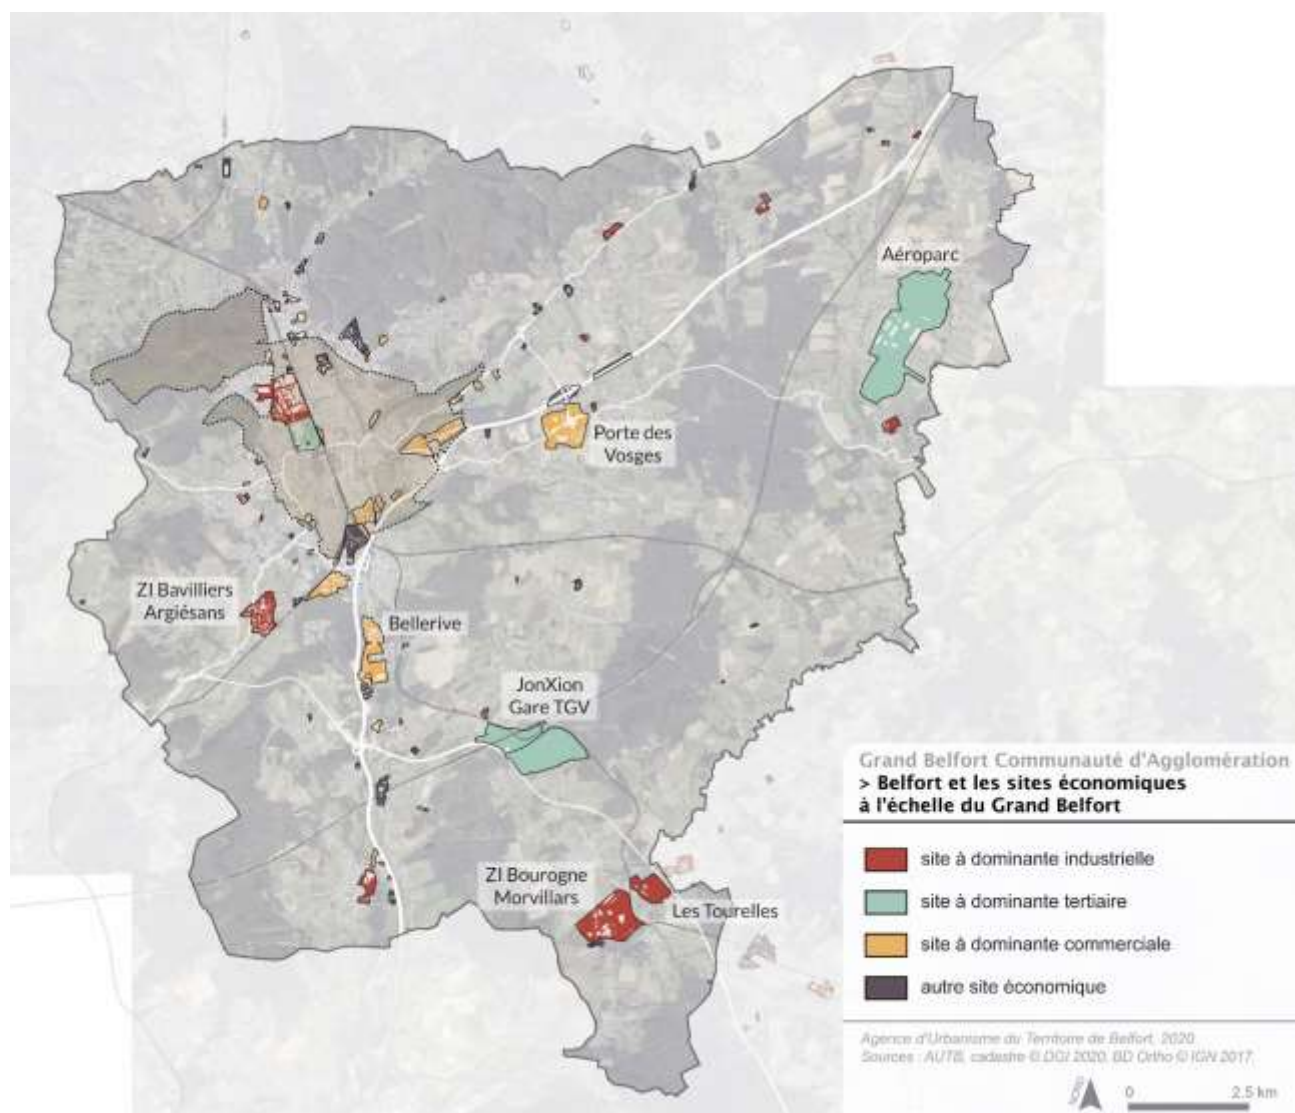 Aéroparc
Porte des
Vosges
ZI Bavilliers
Argiésans
Bellerive
JonXion
Gare TGV
ZI Bourogne
Morvillars
Les Tourelles
Grand Belfort Communauté d'Agglomération
> Belfort et les sites économiques
à l'échelle du Grand Belfort
site à dominante industrielle
site à dominante tertiaire
site à dominante commerciale
autre site économique
Agence d'Urbanisme du Territoire de Belfort, 2020
Sources : AUTB, cadastre © DGI 2020, BD Ortho © IGN 2017.
0 2.5 km